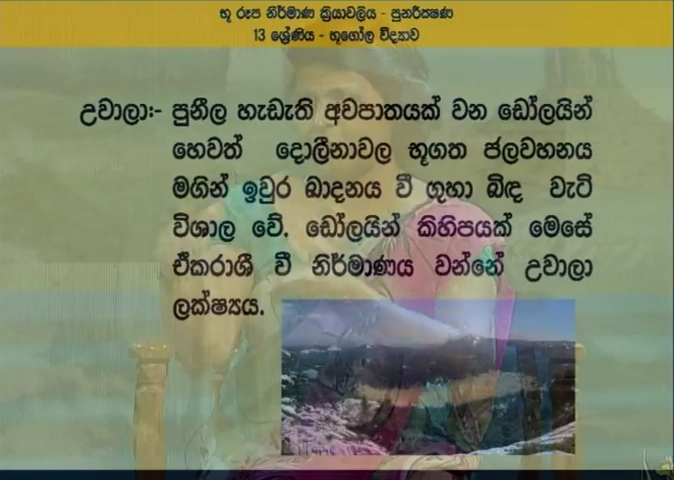 භූ රූප නිර්මාණ ක්‍රියාවලිය - පුනරීක්ෂණ
13 ශ්‍රේණිය - භූගෝල විද්‍යාව
උවාලා:- පුනීල හැඩැති අවපාතයක් වන ඩෝලයින්
හෙවත් දොලීනාවල භූගත ජලවහනය
මගින් ඉවුර ඛාදනය වී ගුහා බිඳ වැටී
විශාල වේ. ඩෝලයින් කිහිපයක් මෙසේ
ඒකරාශී වී නිර්මාණය වන්නේ උවාලා
ලක්ෂ්‍යය.